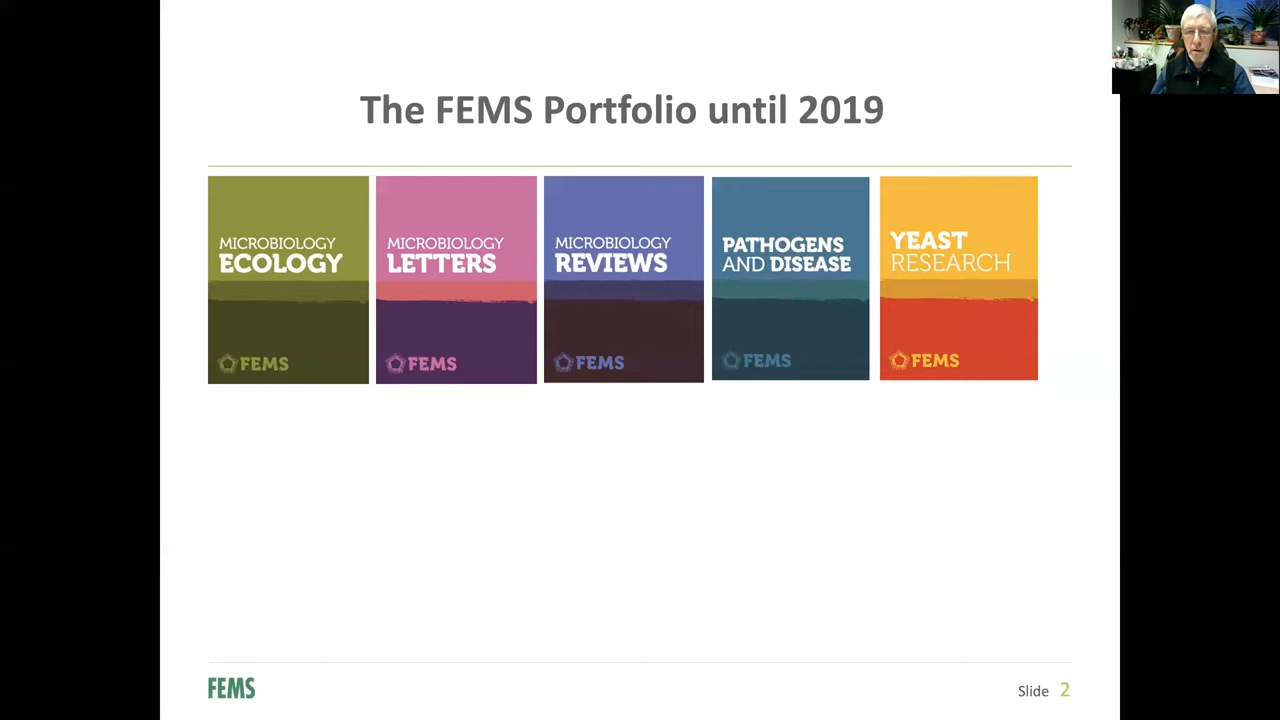 The FEMS Portfolio until 2019
MICROBIOLOGY
ECOLOGY
FEMS
MICROBIOLOGY
LETTERS
FEMS
MICROBIOLOGY
REVIEWS
FEMS
PATHOGENS
AND DISEASE
FEMS
YEAST
RESEARCH
FEMS
FEMS
Slide 2